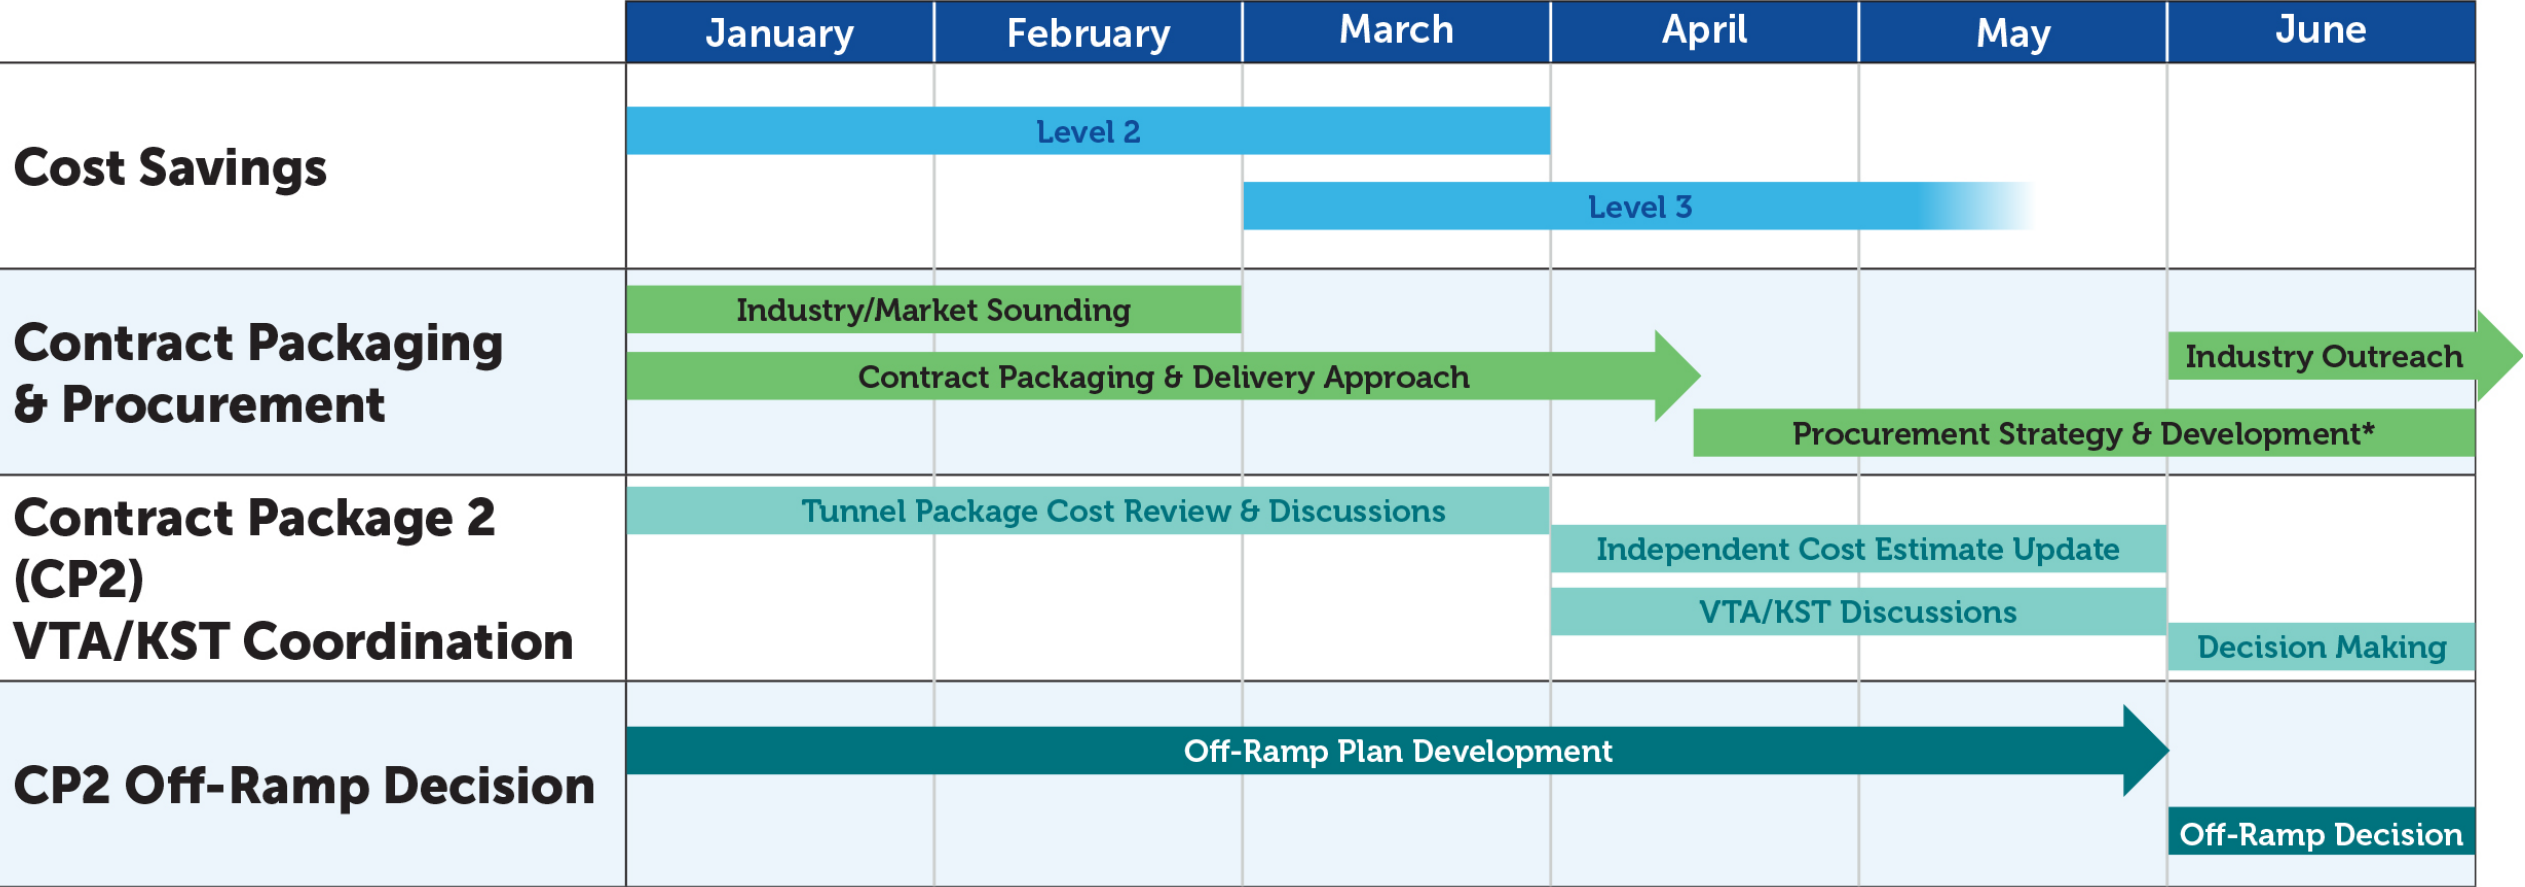 January February March April May June
Cost Savings
Level 2
Level 3
Contract Packaging
& Procurement
Industry/Market Sounding
Contract Packaging & Delivery Approach
Industry Outreach
Procurement Strategy & Development*
Contract Package 2
(CP2)
VTA/KST Coordination
Tunnel Package Cost Review & Discussions
Independent Cost Estimate Update
VTA/KST Discussions
Decision Making
CP2 Off-Ramp Decision
Off-Ramp Plan Development
Off-Ramp Decision